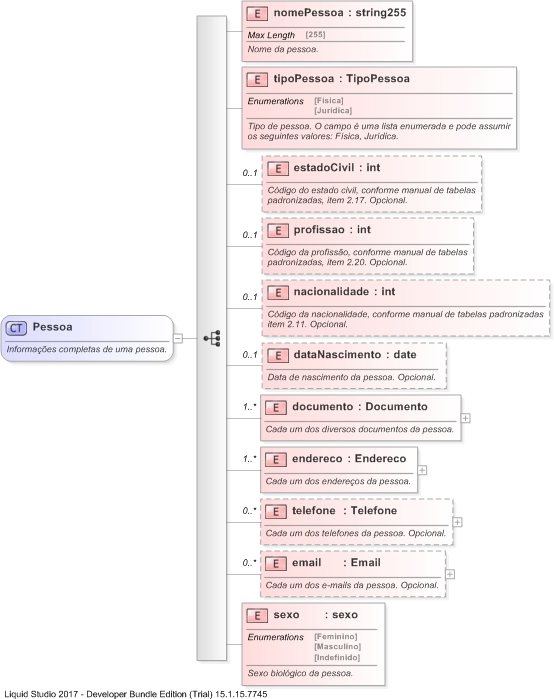 E nomePessoa : string255
Max Length [255]
Nome da pessoa.
E tipoPessoa : TipoPessoa
Enumerations [Física]
[Jurídica]
Tipo de pessoa. O campo é uma lista enumerada e pode assumir
os seguintes valores: Física, Jurídica.
0..1 E estadoCivil : int
Código do estado civil, conforme manual de tabelas
padronizadas, item 2.17. Opcional.
0..1 E profissao : int
Código da profissão, conforme manual de tabelas
padronizadas, item 2.20. Opcional.
0..1 E nacionalidade : int
Código da nacionalidade, conforme manual de tabelas padronizadas
item 2.11. Opcional.
CT Pessoa
Informações completas de uma pessoa.
0..1 E dataNascimento : date
Data de nascimento da pessoa. Opcional.
1..* E documento : Documento
Cada um dos diversos documentos da pessoa.
1..* E endereco : Endereco
Cada um dos endereços da pessoa.
0..* E telefone : Telefone
Cada um dos telefones da pessoa. Opcional.
0..* E email : Email
Cada um dos e-mails da pessoa. Opcional.
E sexo : sexo
Enumerations [Feminino]
[Masculino]
[Indefinido]
Sexo biológico da pessoa.
Liquid Studio 2017 - Developer Bundle Edition (Trial) 15.1.15.7745